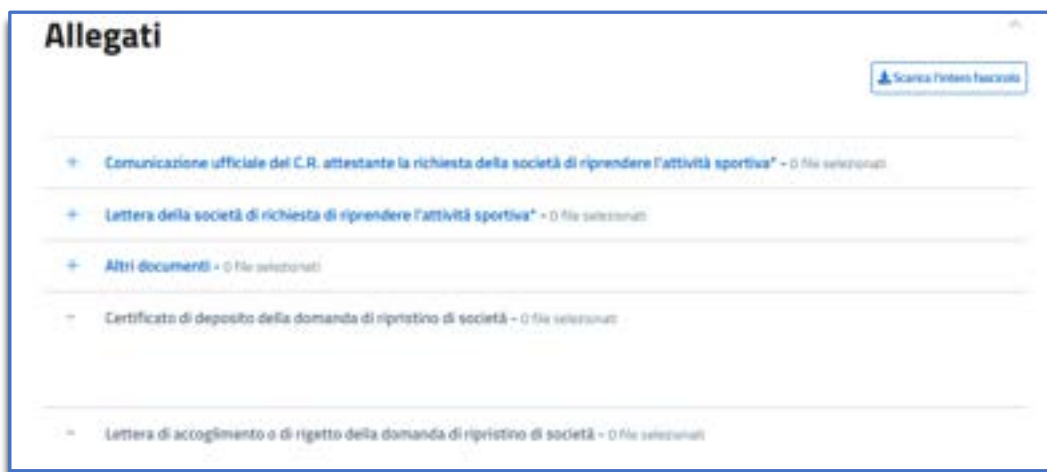 Allegati
Scarica l'intero fascicolo
+ Comunicazione ufficiale del C.R. attestante la richiesta della società di riprendere l'attività sportiva* - 0 file selezionati
+ Lettera della società di richiesta di riprendere l'attività sportiva* - 0 file selezionati
+ Altri documenti - 0 file selezionati
- Certificato di deposito della domanda di ripristino di società - 0 file selezionati
- Lettera di accoglimento o di rigetto della domanda di ripristino di società - 0 file selezionati